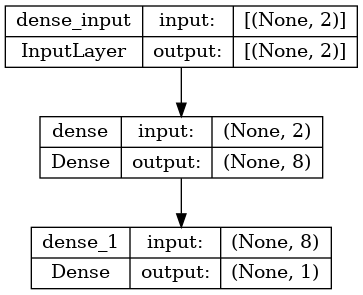 dense_input input: [(None, 2)]
InputLayer output: [(None, 2)]
dense input: (None, 2)
Dense output: (None, 8)
dense_1 input: (None, 8)
Dense output: (None, 1)